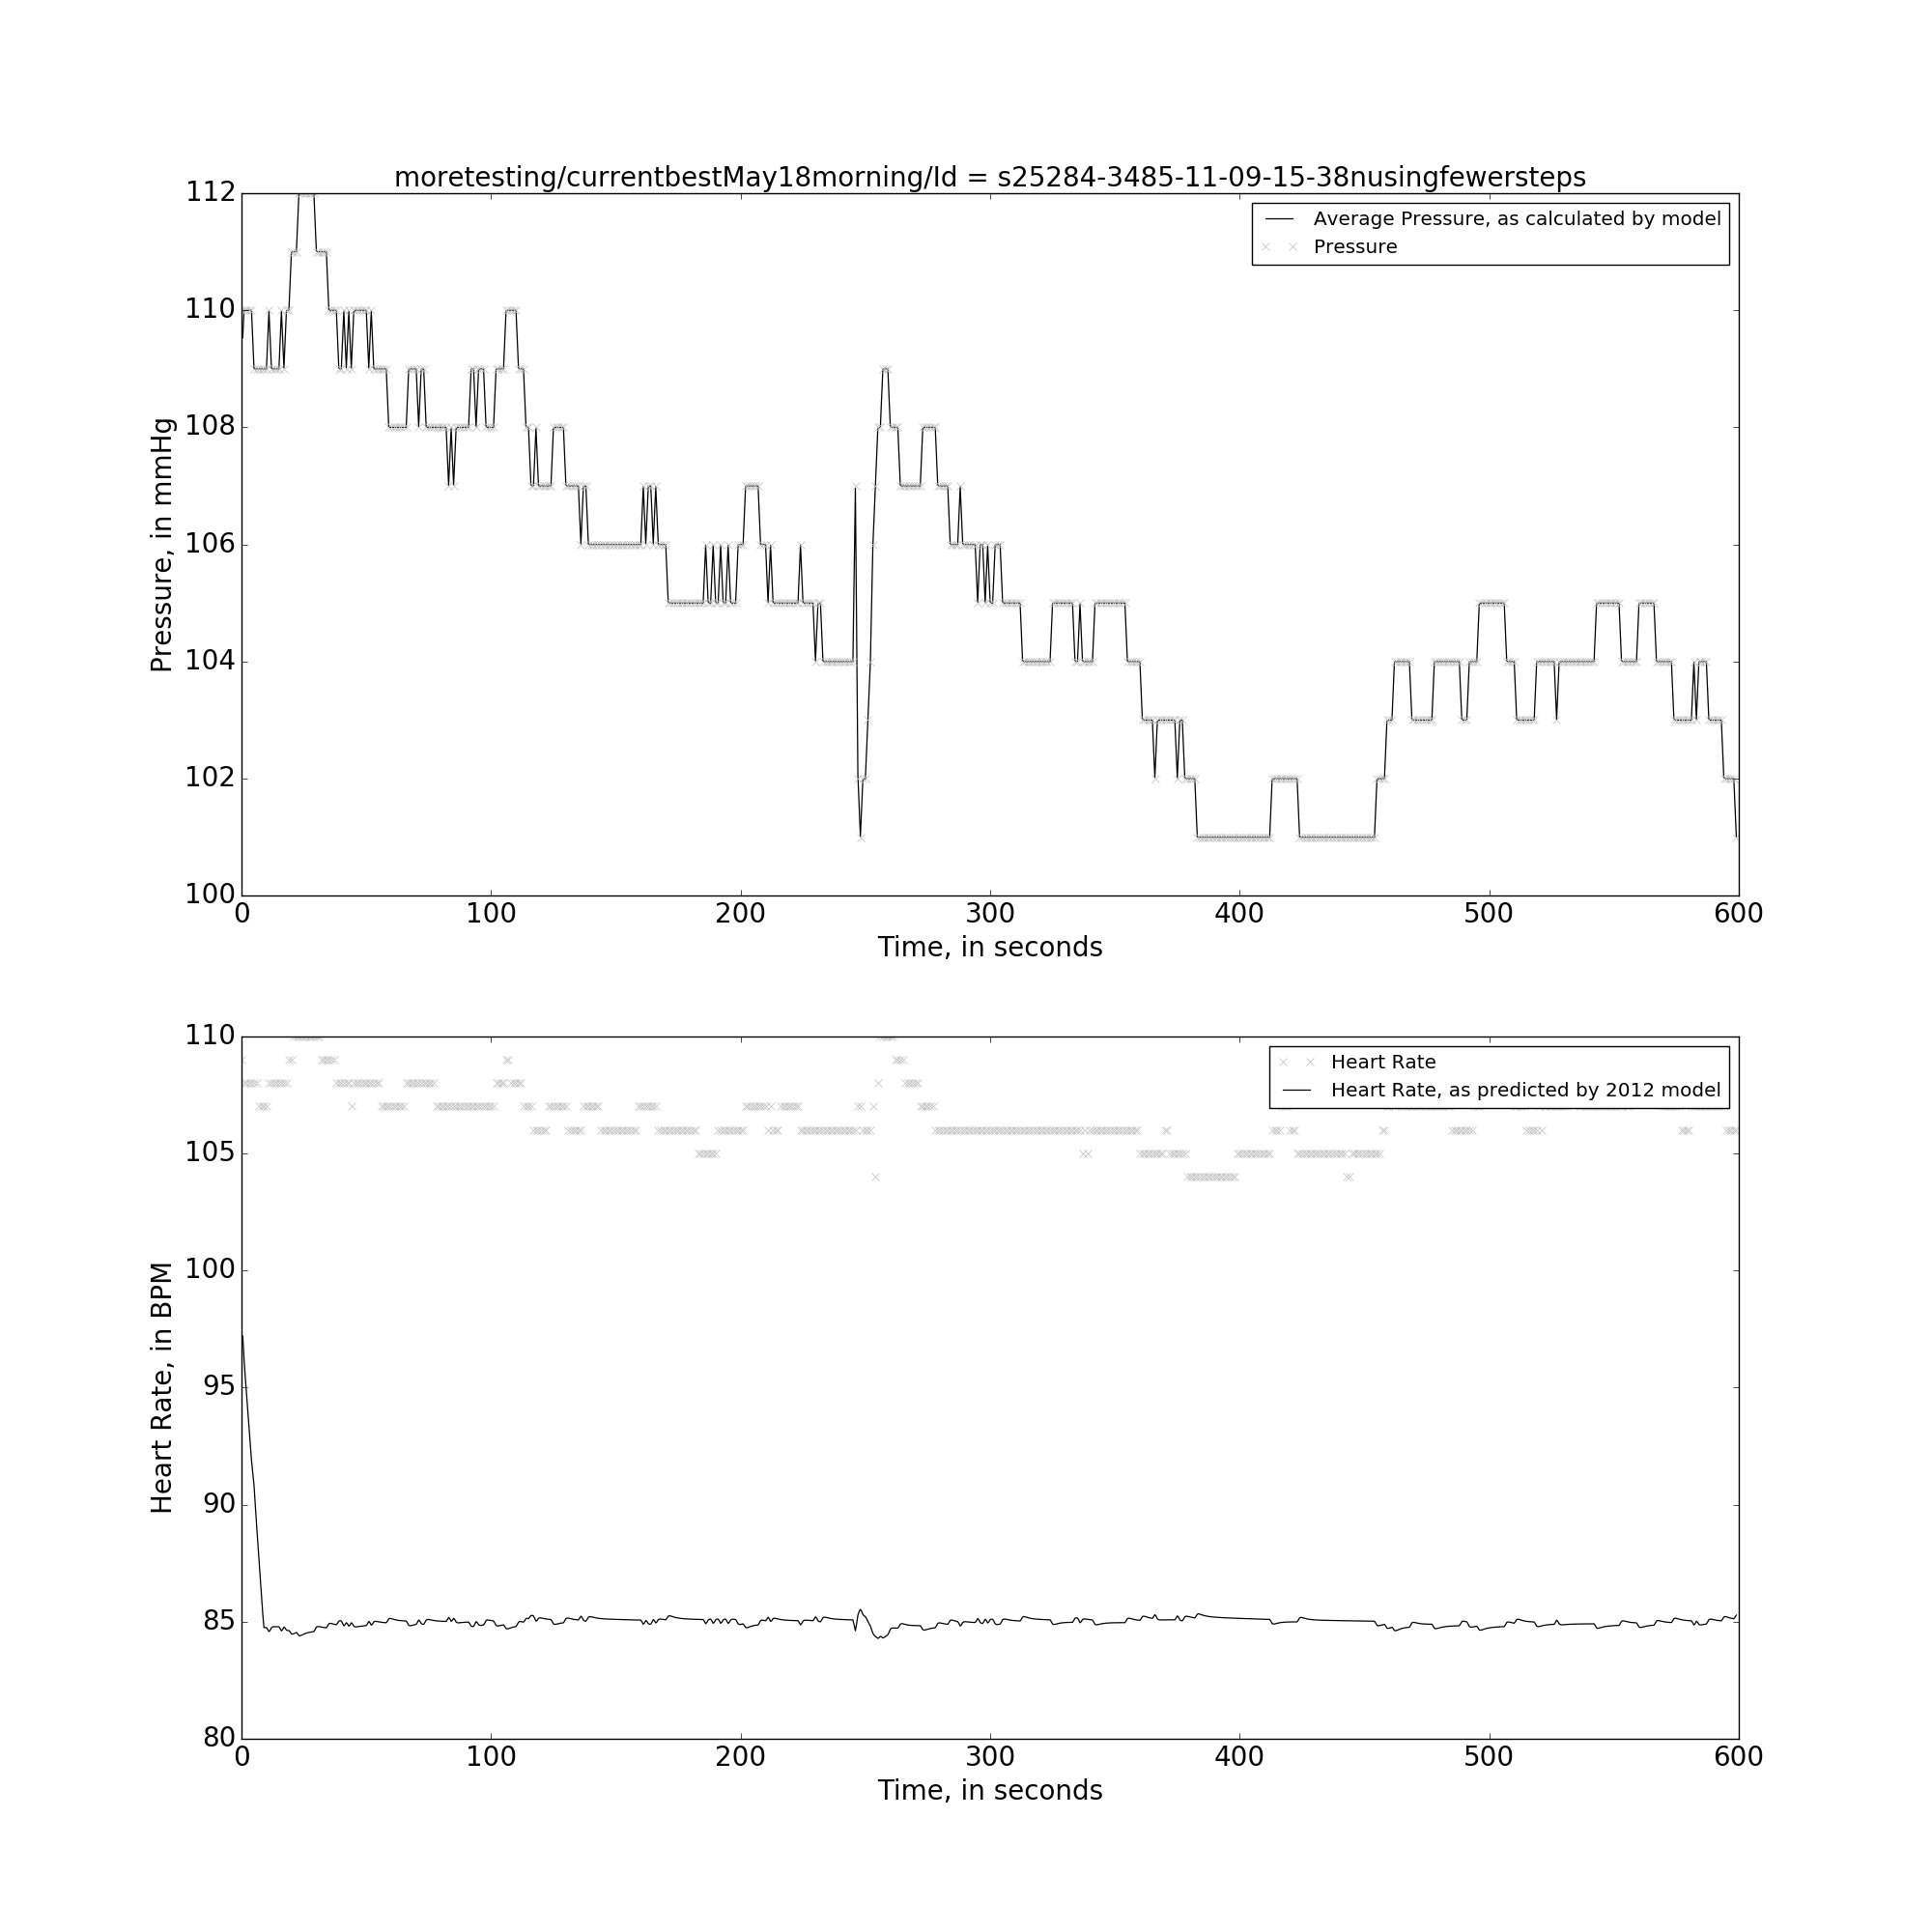 moretesting/currentbestMay18morning/Id = s25284-3485-11-09-15-38nusingfewersteps
112
110
108
106
104
102
100
Pressure, in mmHg
Average Pressure, as calculated by model
Pressure
0 100 200 300 400 500 600
Time, in seconds
110
105
100
95
90
85
80
Heart Rate, in BPM
Heart Rate
Heart Rate, as predicted by 2012 model
0 100 200 300 400 500 600
Time, in seconds